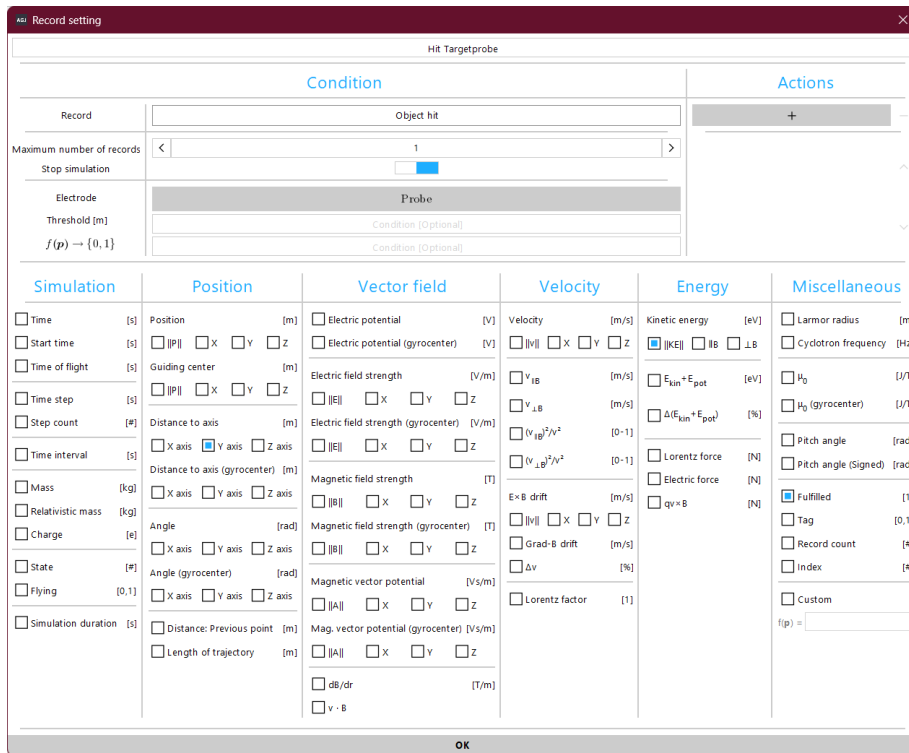 AGJ Record setting
Hit Targetprobe
Condition
Actions
Record
Object hit
+
Maximum number of records
1
Stop simulation
Electrode
Probe
Threshold [m]
Condition [Optional]
f(p) → {0, 1}
Condition [Optional]
Simulation
Time [s]
Start time [s]
Time of flight [s]
Time step [s]
Step count [#]
Time interval [s]
Mass [kg]
Relativistic mass [kg]
Charge [e]
State [#]
Flying [0,1]
Simulation duration [s]
Position
Position [m]
||P|| X Y Z
Guiding center [m]
||P|| X Y Z
Distance to axis [m]
X axis Y axis Z axis
Distance to axis (gyrocenter) [m]
X axis Y axis Z axis
Angle [rad]
X axis Y axis Z axis
Angle (gyrocenter) [rad]
X axis Y axis Z axis
Distance: Previous point [m]
Length of trajectory [m]
Vector field
Electric potential [V]
Electric potential (gyrocenter) [V]
Electric field strength [V/m]
||E|| X Y Z
Electric field strength (gyrocenter) [V/m]
||E|| X Y Z
Magnetic field strength [T]
||B|| X Y Z
Magnetic field strength (gyrocenter) [T]
||B|| X Y Z
Magnetic vector potential [Vs/m]
||A|| X Y Z
Mag. vector potential (gyrocenter) [Vs/m]
||A|| X Y Z
dB/dr [T/m]
v · B
Velocity
Velocity [m/s]
||v|| X Y Z
v‖B [m/s]
v⊥B [m/s]
(v‖B)²/v² [0-1]
(v⊥B)²/v² [0-1]
E×B drift [m/s]
||v|| X Y Z
Grad-B drift [m/s]
Δv [%]
Lorentz factor [1]
Energy
Kinetic energy [eV]
||KE|| ‖B ⊥B
Ekin+Epot [eV]
Δ(Ekin+Epot) [%]
Lorentz force [N]
Electric force [N]
qv×B [N]
Miscellaneous
Larmor radius [m
Cyclotron frequency [Hz
μ0 [J/T
μ0 (gyrocenter) [J/T
Pitch angle [rad
Pitch angle (Signed) [rad
Fulfilled [1
Tag [0,1
Record count [#
Index [#
Custom
f(p) =
OK